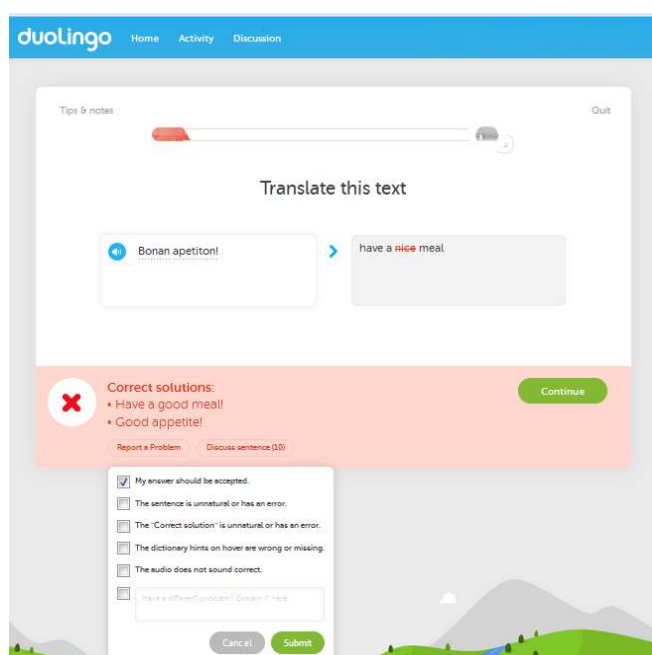 duolingo Home Activity Discussion
Tips & notes Quit
Translate this text
Bonan apetiton!
have a nice meal
Correct solutions:
• Have a good meal!
• Good appetite!
Continue
Report a Problem Discuss sentence (10)
My answer should be accepted.
The sentence is unnatural or has an error.
The "Correct solution" is unnatural or has an error.
The dictionary hints on hover are wrong or missing.
The audio does not sound correct.
Have a different problem? Explain it here.
Cancel Submit